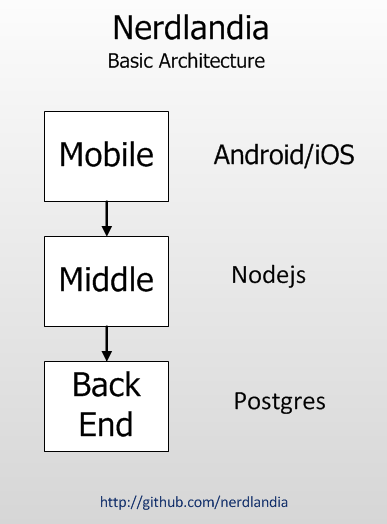 Nerdlandia
Basic Architecture
Mobile
Android/iOS
Middle
Nodejs
Back
End
Postgres
http://github.com/nerdlandia